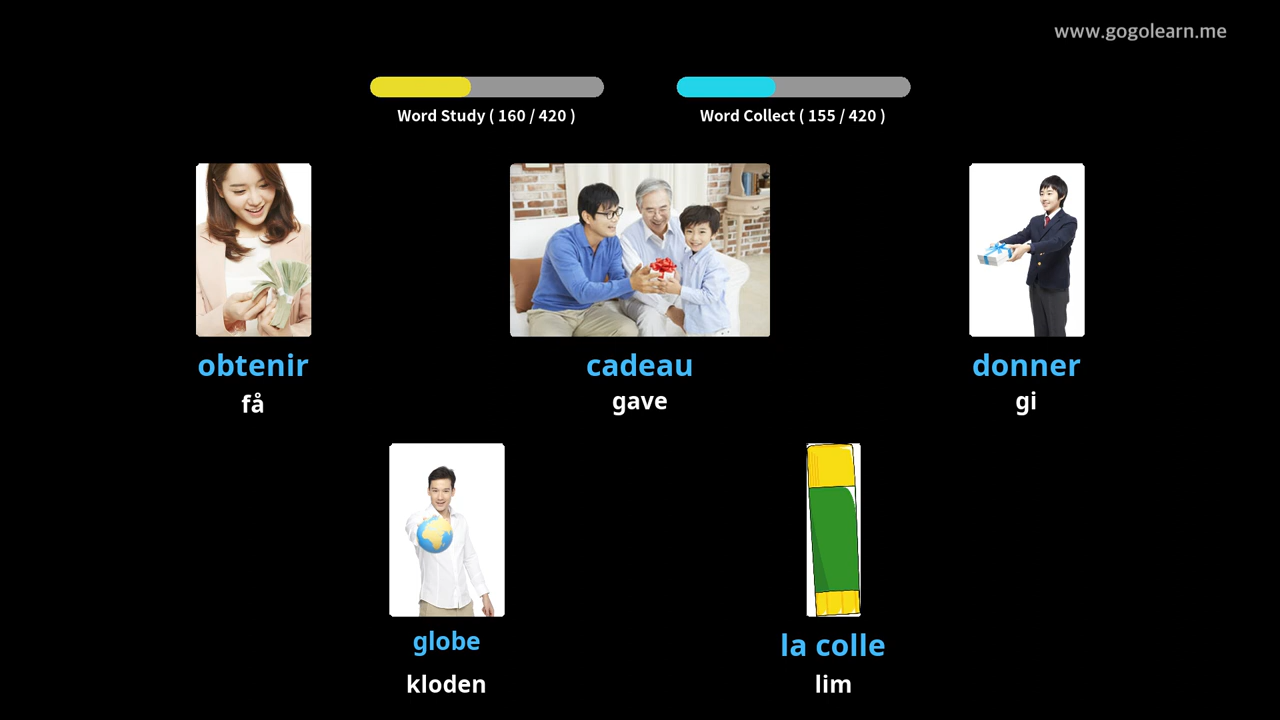 www.gogolearn.me
Word Study ( 160 / 420 )
Word Collect ( 155 / 420 )
obtenir
få
cadeau
gave
donner
gi
globe
kloden
la colle
lim